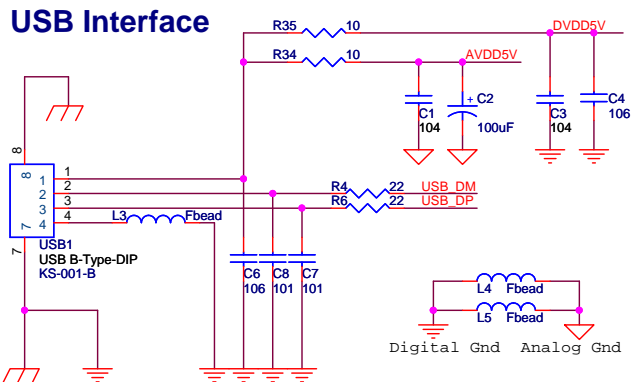 USB Interface
R35 10 DVDD5V
R34 10 AVDD5V
C1
104
+ C2
100uF
C3
104
C4
106
8
8
1 1
2 2
3 3
4 4
7
7
L3 Fbead
R4 22 USB_DM
R6 22 USB_DP
USB1
USB B-Type-DIP
KS-001-B
C6
106
C8
101
C7
101
L4 Fbead
L5 Fbead
Digital Gnd Analog Gnd